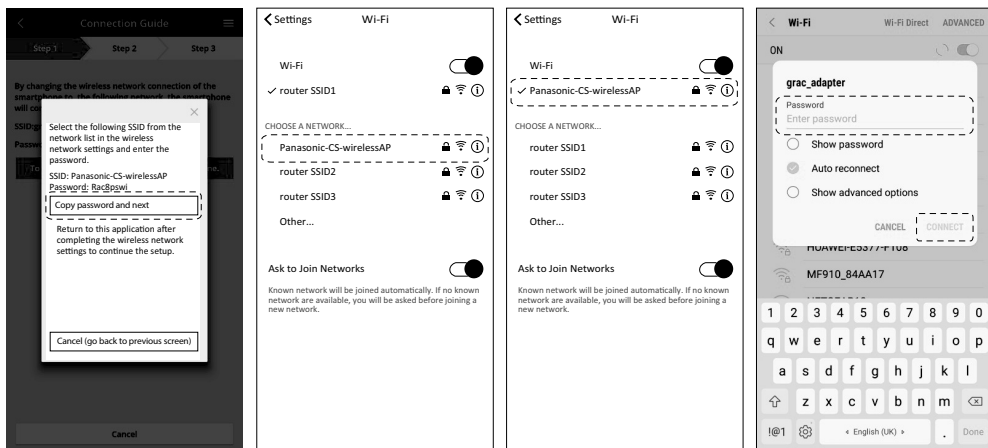 Connection Guide
Step 1
Step 2
Step 3
By changing the wireless network connection of the
smartphone to the following network, the smartphone
will co
SSID:gr
Passw
To
ne.
Select the following SSID from the
network list in the wireless
network settings and enter the
password.
SSID: Panasonic-CS-wirelessAP
Password: Rac8pswi
Copy password and next
Return to this application after
completing the wireless network
settings to continue the setup.
Cancel (go back to previous screen)
Cancel
Settings
Wi-Fi
Wi-Fi
router SSID1
CHOOSE A NETWORK...
Panasonic-CS-wirelessAP
router SSID2
router SSID3
Other...
Ask to Join Networks
Known network will be joined automatically. If no known
network are available, you will be asked before joining a
new network.
Settings
Wi-Fi
Wi-Fi
Panasonic-CS-wirelessAP
CHOOSE A NETWORK...
router SSID1
router SSID2
router SSID3
Other...
Ask to Join Networks
Known network will be joined automatically. If no known
network are available, you will be asked before joining a
new network.
Wi-Fi
Wi-Fi Direct
ADVANCED
ON
grac_adapter
Password
Enter password
Show password
Auto reconnect
Show advanced options
CANCEL
CONNECT
HUAWEI-E5377-F108
MF910_84AA17
1 2 3 4 5 6 7 8 9 0
q w e r t y u i o p
a s d f g h j k l
z x c v b n m
!@1
English (UK)
.
Done